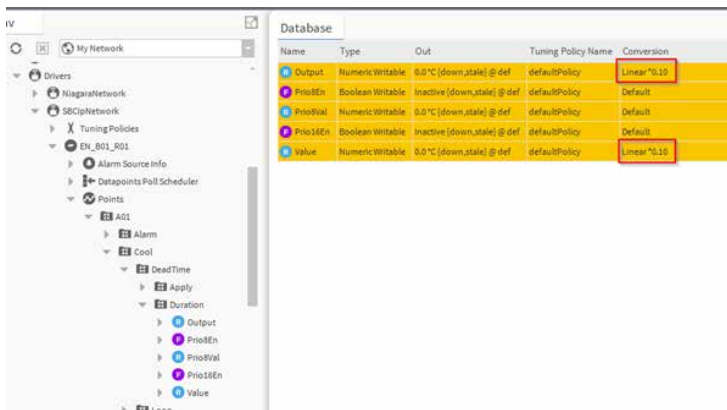 My Network
Drivers
NiagaraNetwork
SBCIpNetwork
Tuning Policies
EN_B01_R01
Alarm Source Info
Datapoints Poll Scheduler
Points
A01
Alarm
Cool
DeadTime
Apply
Duration
Output
Prio8En
Prio8Val
Prio16En
Value
Database
Name Type Out Tuning Policy Name Conversion
Output Numeric Writable 0.0 °C {down,stale} @ def defaultPolicy Linear *0.10
Prio8En Boolean Writable Inactive {down,stale} @ def defaultPolicy Default
Prio8Val Numeric Writable 0.0 °C {down,stale} @ def defaultPolicy Default
Prio16En Boolean Writable Inactive {down,stale} @ def defaultPolicy Default
Value Numeric Writable 0.0 °C {down,stale} @ def defaultPolicy Linear *0.10